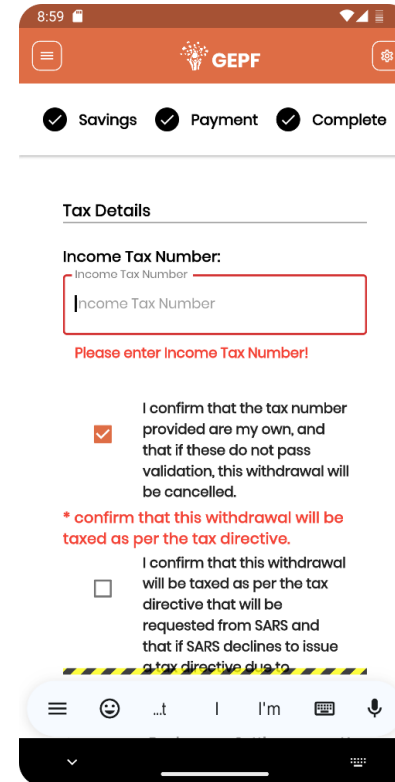 8:59
GEPF
Savings Payment Complete
Tax Details
Income Tax Number:
Income Tax Number
Income Tax Number
Please enter Income Tax Number!
I confirm that the tax number
provided are my own, and
that if these do not pass
validation, this withdrawal will
be cancelled.
* confirm that this withdrawal will be
taxed as per the tax directive.
I confirm that this withdrawal
will be taxed as per the tax
directive that will be
requested from SARS and
that if SARS declines to issue
a tax directive due to
...t I I'm